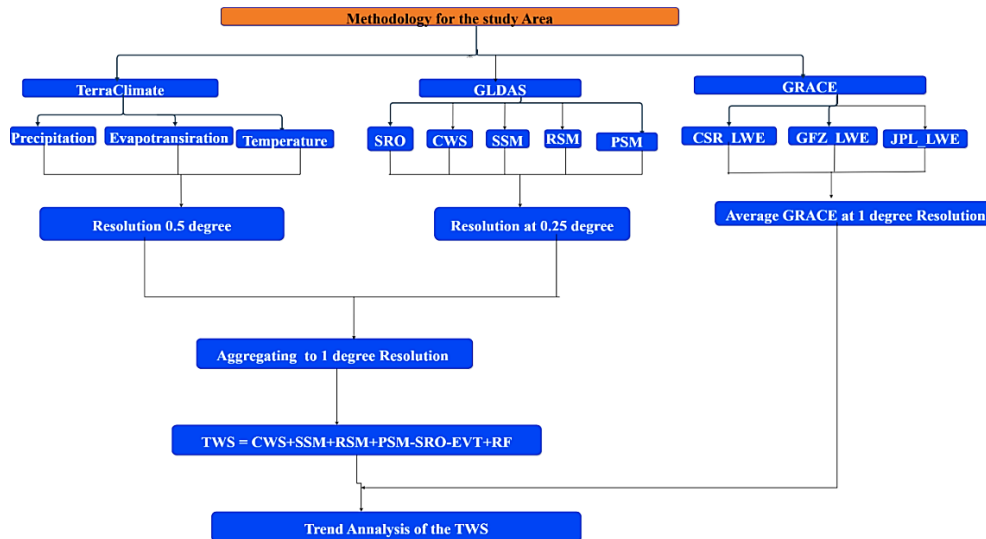 Methodology for the study Area
TerraClimate
GLDAS
GRACE
Precipitation
Evapotransiration
Temperature
SRO
CWS
SSM
RSM
PSM
CSR_LWE
GFZ_LWE
JPL_LWE
Resolution 0.5 degree
Resolution at 0.25 degree
Average GRACE at 1 degree Resolution
Aggregating to 1 degree Resolution
TWS = CWS+SSM+RSM+PSM-SRO-EVT+RF
Trend Annalysis of the TWS